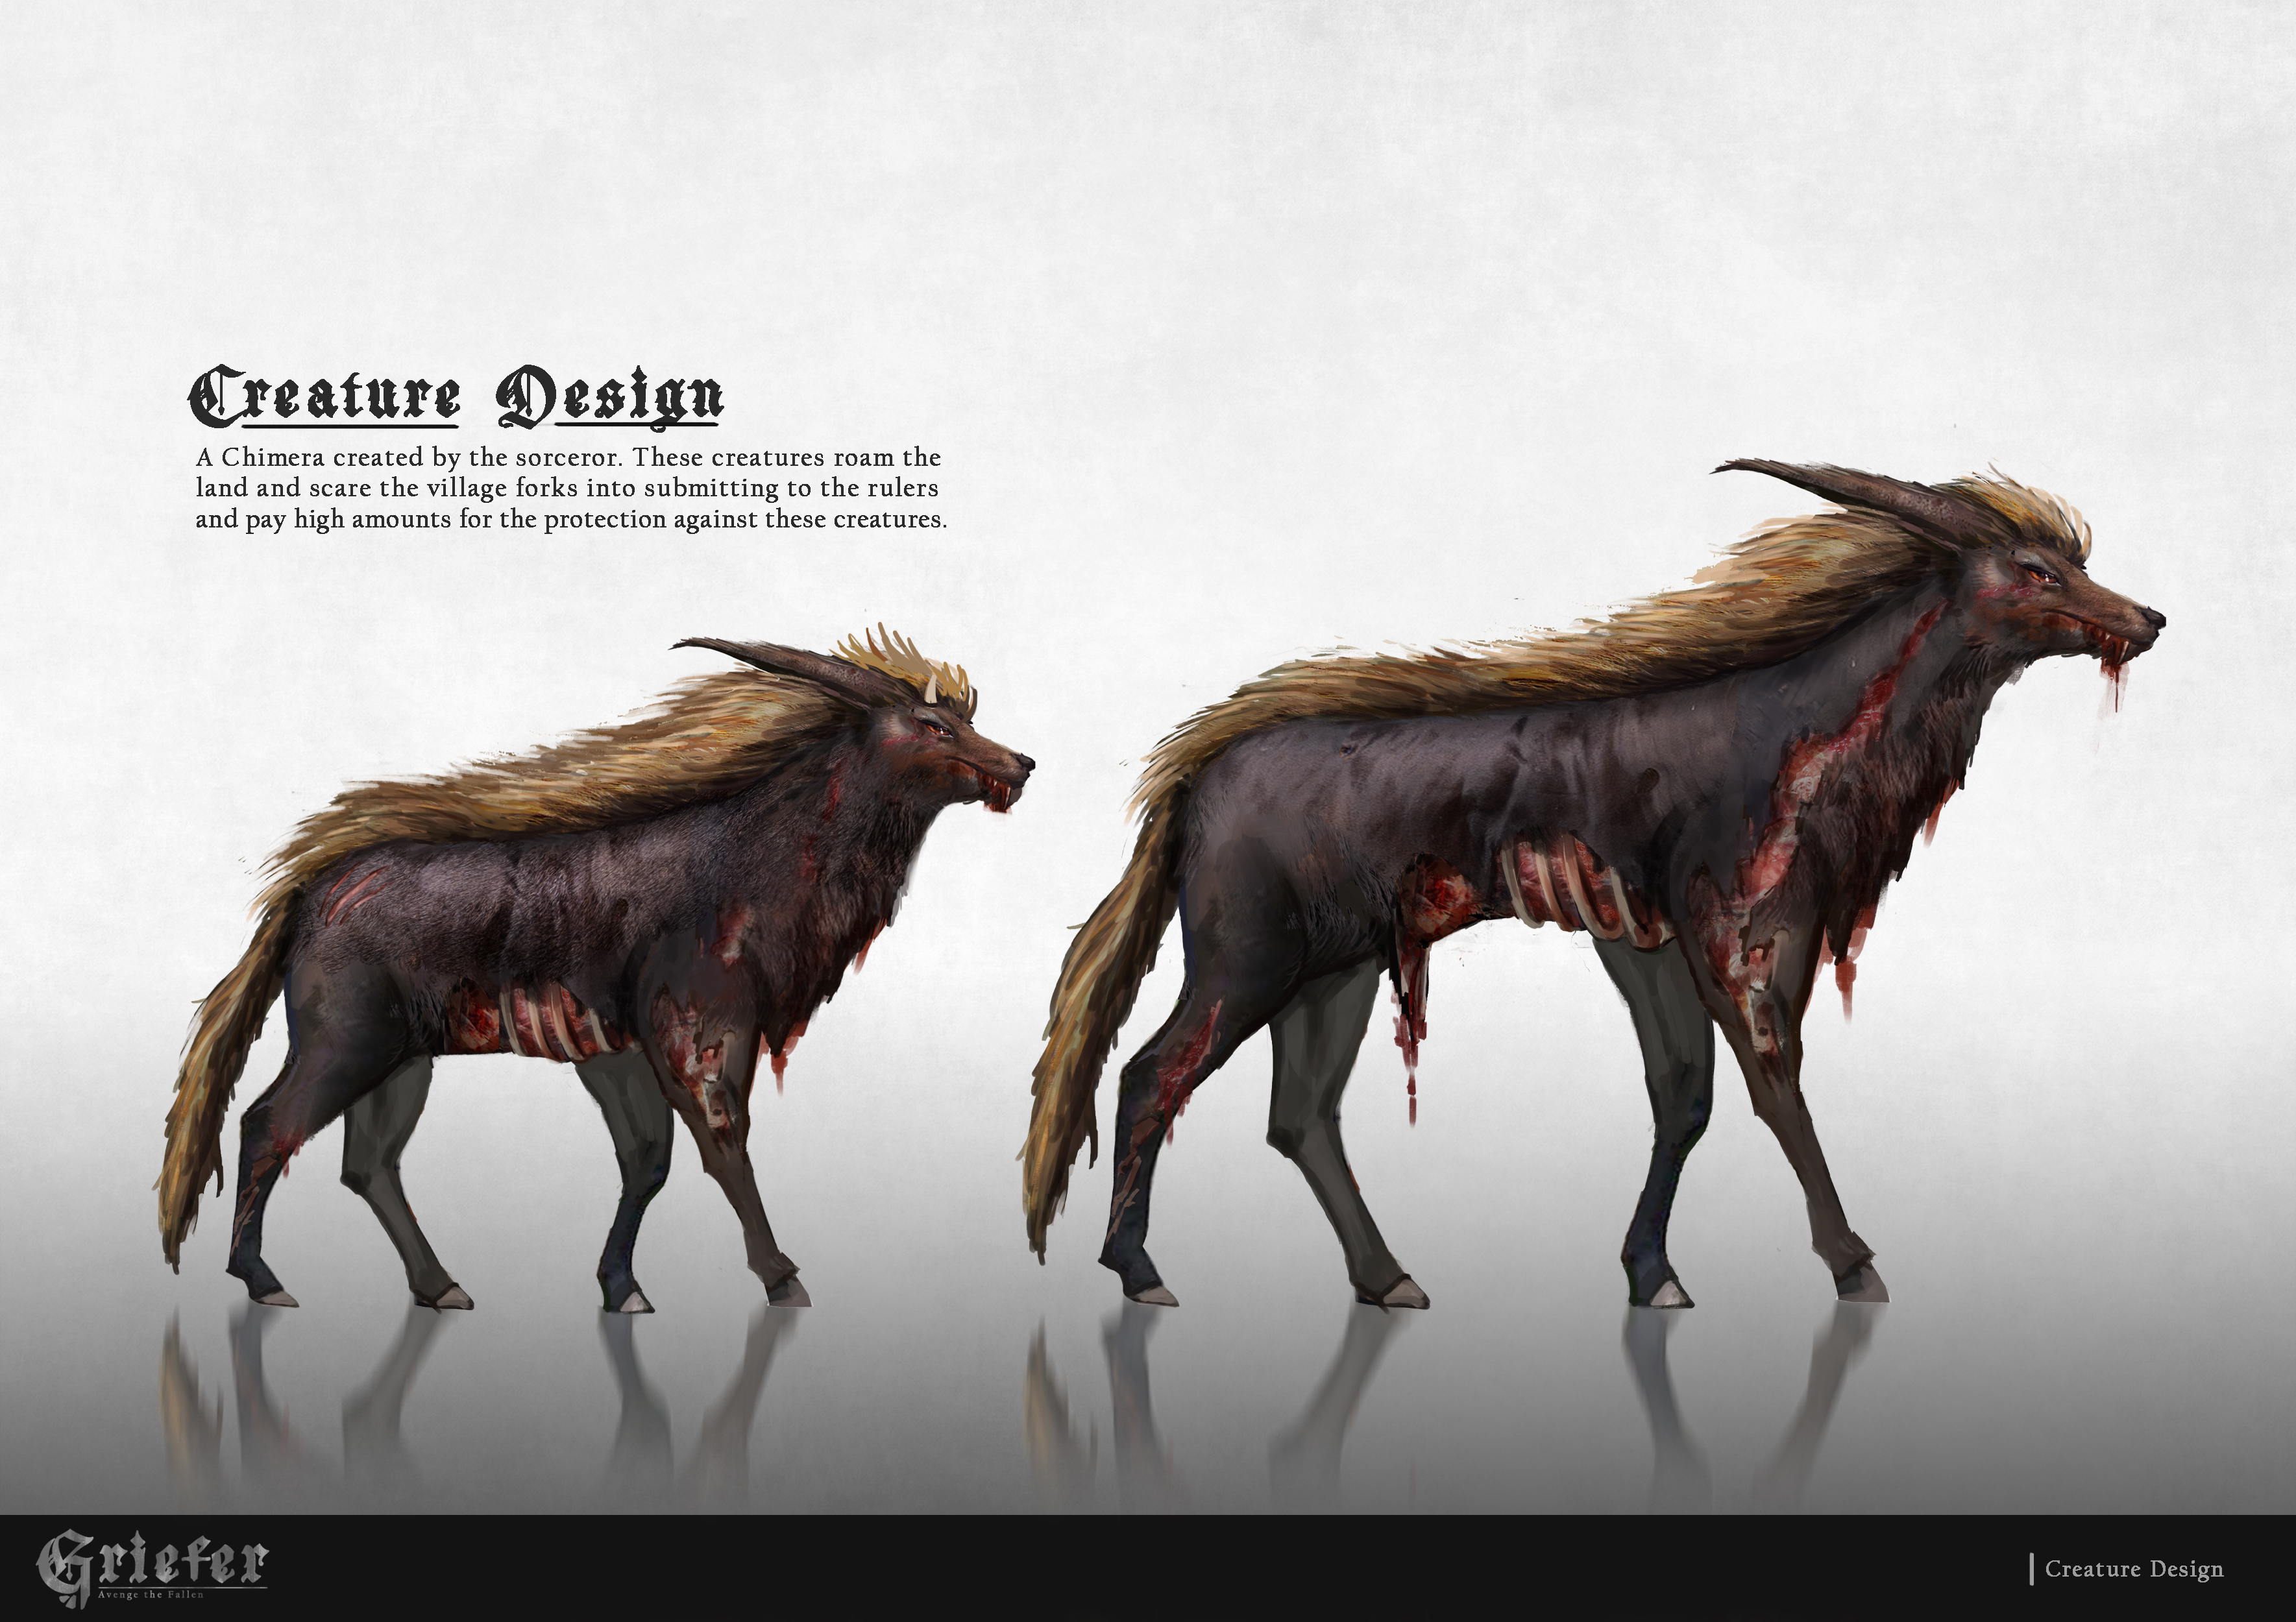 Creature Design
A Chimera created by the sorceror. These creatures roam the
land and scare the village forks into submitting to the rulers
and pay high amounts for the protection against these creatures.
Griefer
Avenge the Fallen
Creature Design